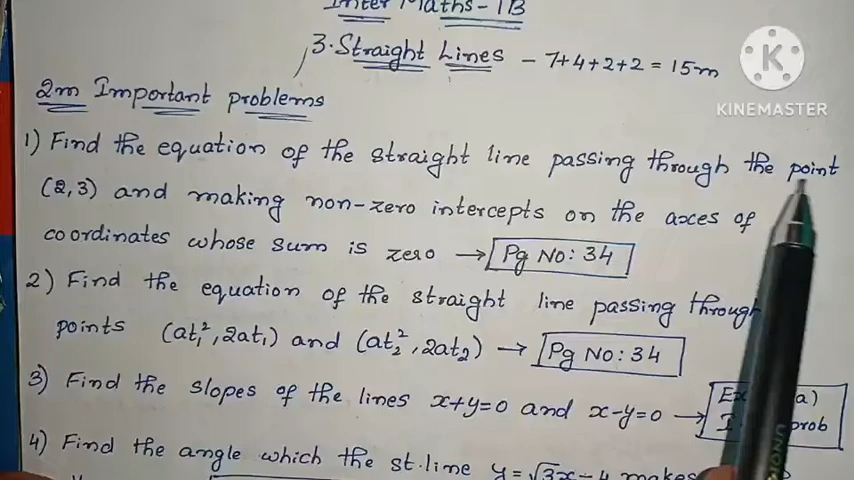 Inter Maths-1B
3. Straight Lines - 7+4+2+2 = 15m
KINEMASTER
2m Important problems
1) Find the equation of the straight line passing through the point
(2,3) and making non-zero intercepts on the axes of
coordinates whose sum is zero → Pg No: 34
2) Find the equation of the straight line passing through
points (at₁², 2at₁) and (at₂², 2at₂) → Pg No: 34
3) Find the slopes of the lines x+y=0 and x-y=0 → a)
prob
4) Find the angle which the st.line y = √3x-4 makes